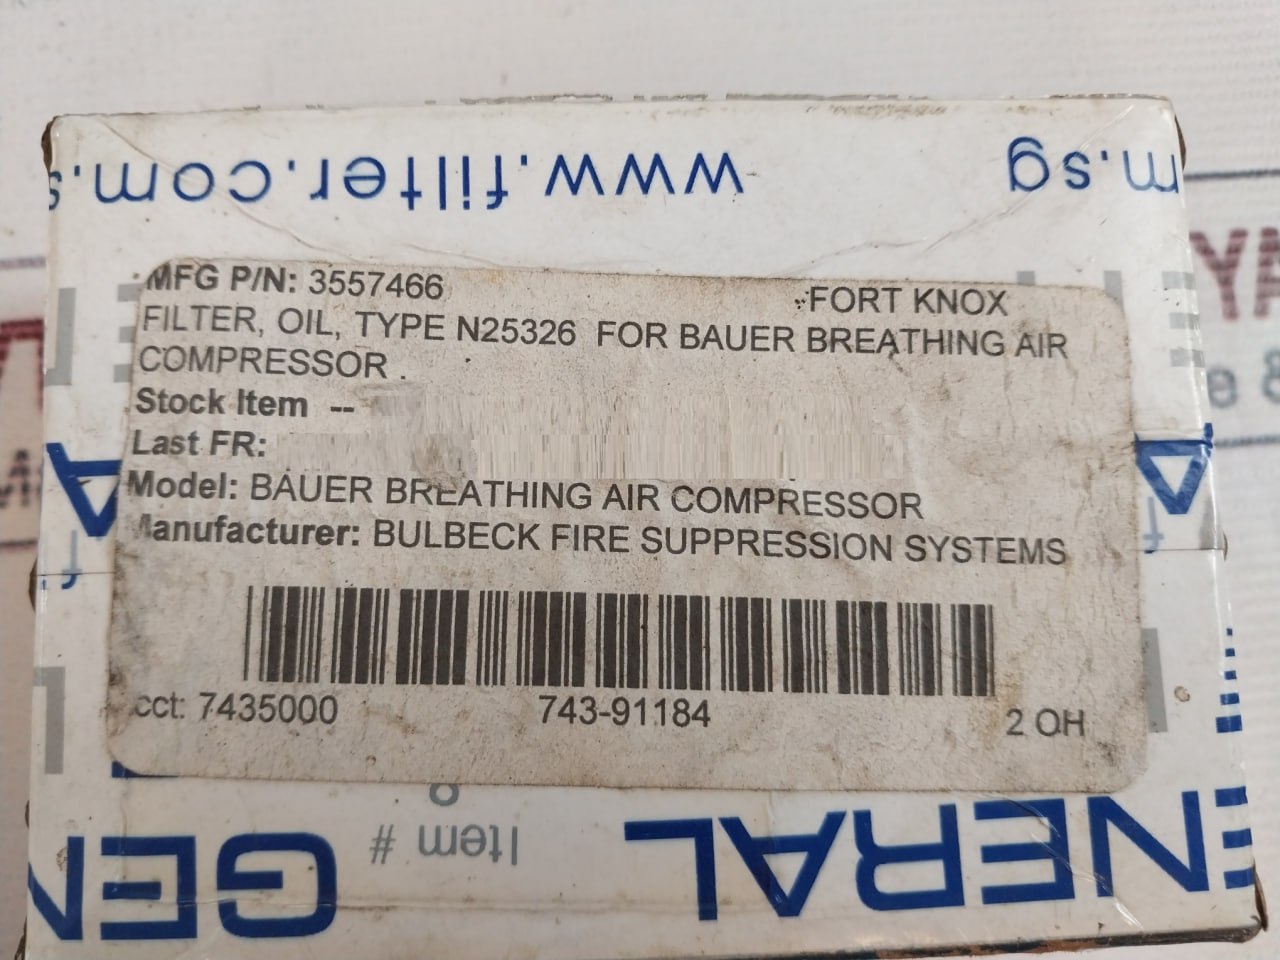 www.filter.com.s
m.sg
MFG P/N: 3557466
FORT KNOX
FILTER, OIL, TYPE N25326 FOR BAUER BREATHING AIR
COMPRESSOR .
Stock Item --
Last FR:
Model: BAUER BREATHING AIR COMPRESSOR
Manufacturer: BULBECK FIRE SUPPRESSION SYSTEMS
cct: 7435000
743-91184
2 OH
Item #
GEN
ENERAL